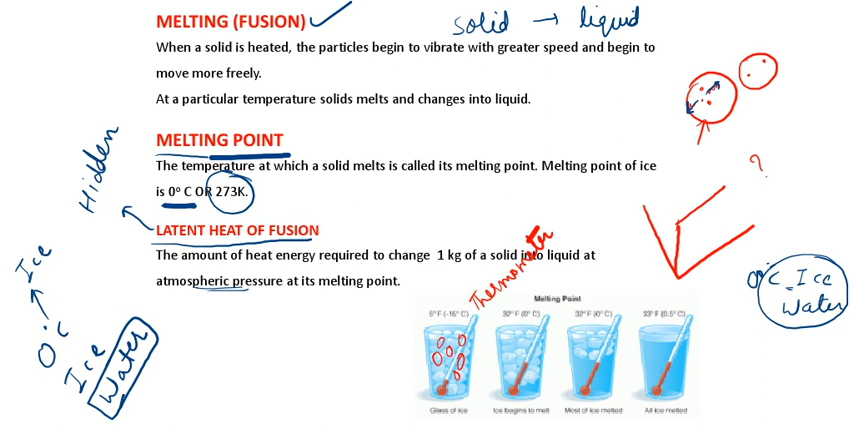 MELTING (FUSION)
solid → liquid
When a solid is heated, the particles begin to vibrate with greater speed and begin to
move more freely.
At a particular temperature solids melts and changes into liquid.
MELTING POINT
The temperature at which a solid melts is called its melting point. Melting point of ice
is 0° C OR 273K.
Hidden
?
LATENT HEAT OF FUSION
The amount of heat energy required to change 1 kg of a solid into liquid at
atmospheric pressure at its melting point.
Ice
0°C
Ice
Water
Thermometer
0°C Ice
Water
Melting Point
5° F (-15° C)
32° F (0° C)
32° F (0° C)
33° F (0.5° C)
Glass of ice
Ice begins to melt
Most of ice melted
All ice melted